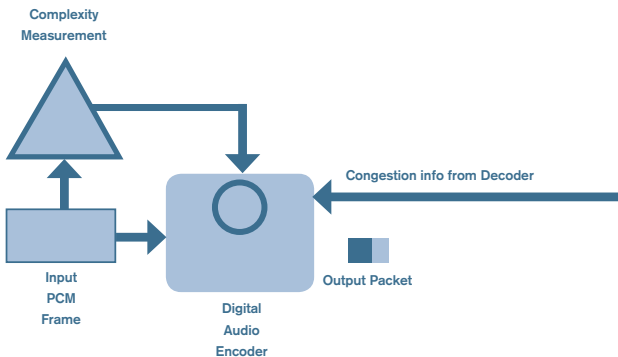 Complexity
Measurement
Congestion info from Decoder
Input
PCM
Frame
Output Packet
Digital
Audio
Encoder